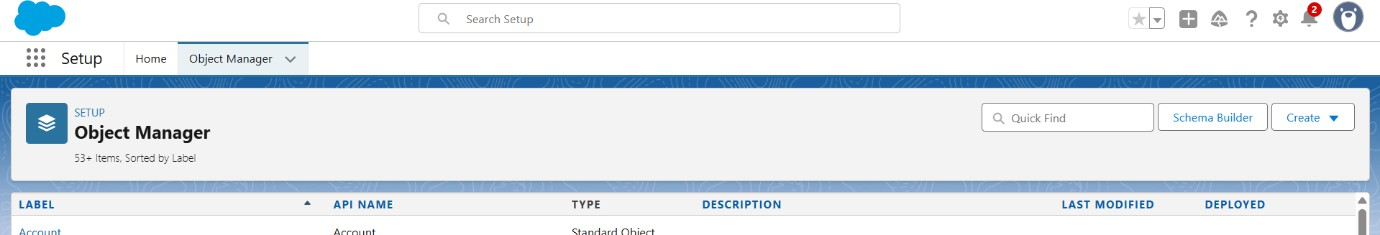 Search Setup
2
Setup Home Object Manager
SETUP
Object Manager
53+ Items, Sorted by Label
Quick Find Schema Builder Create
LABEL API NAME TYPE DESCRIPTION LAST MODIFIED DEPLOYED
Account Account Standard Object